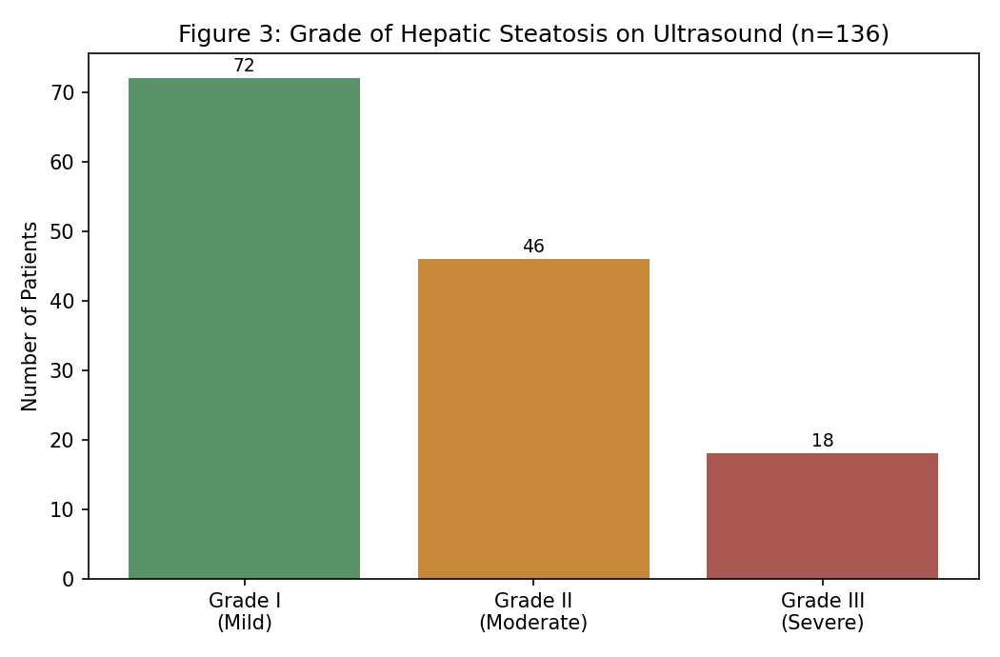 Figure 3: Grade of Hepatic Steatosis on Ultrasound (n=136)
72
46
18
70
60
50
40
30
20
10
0
Number of Patients
Grade I
(Mild)
Grade II
(Moderate)
Grade III
(Severe)